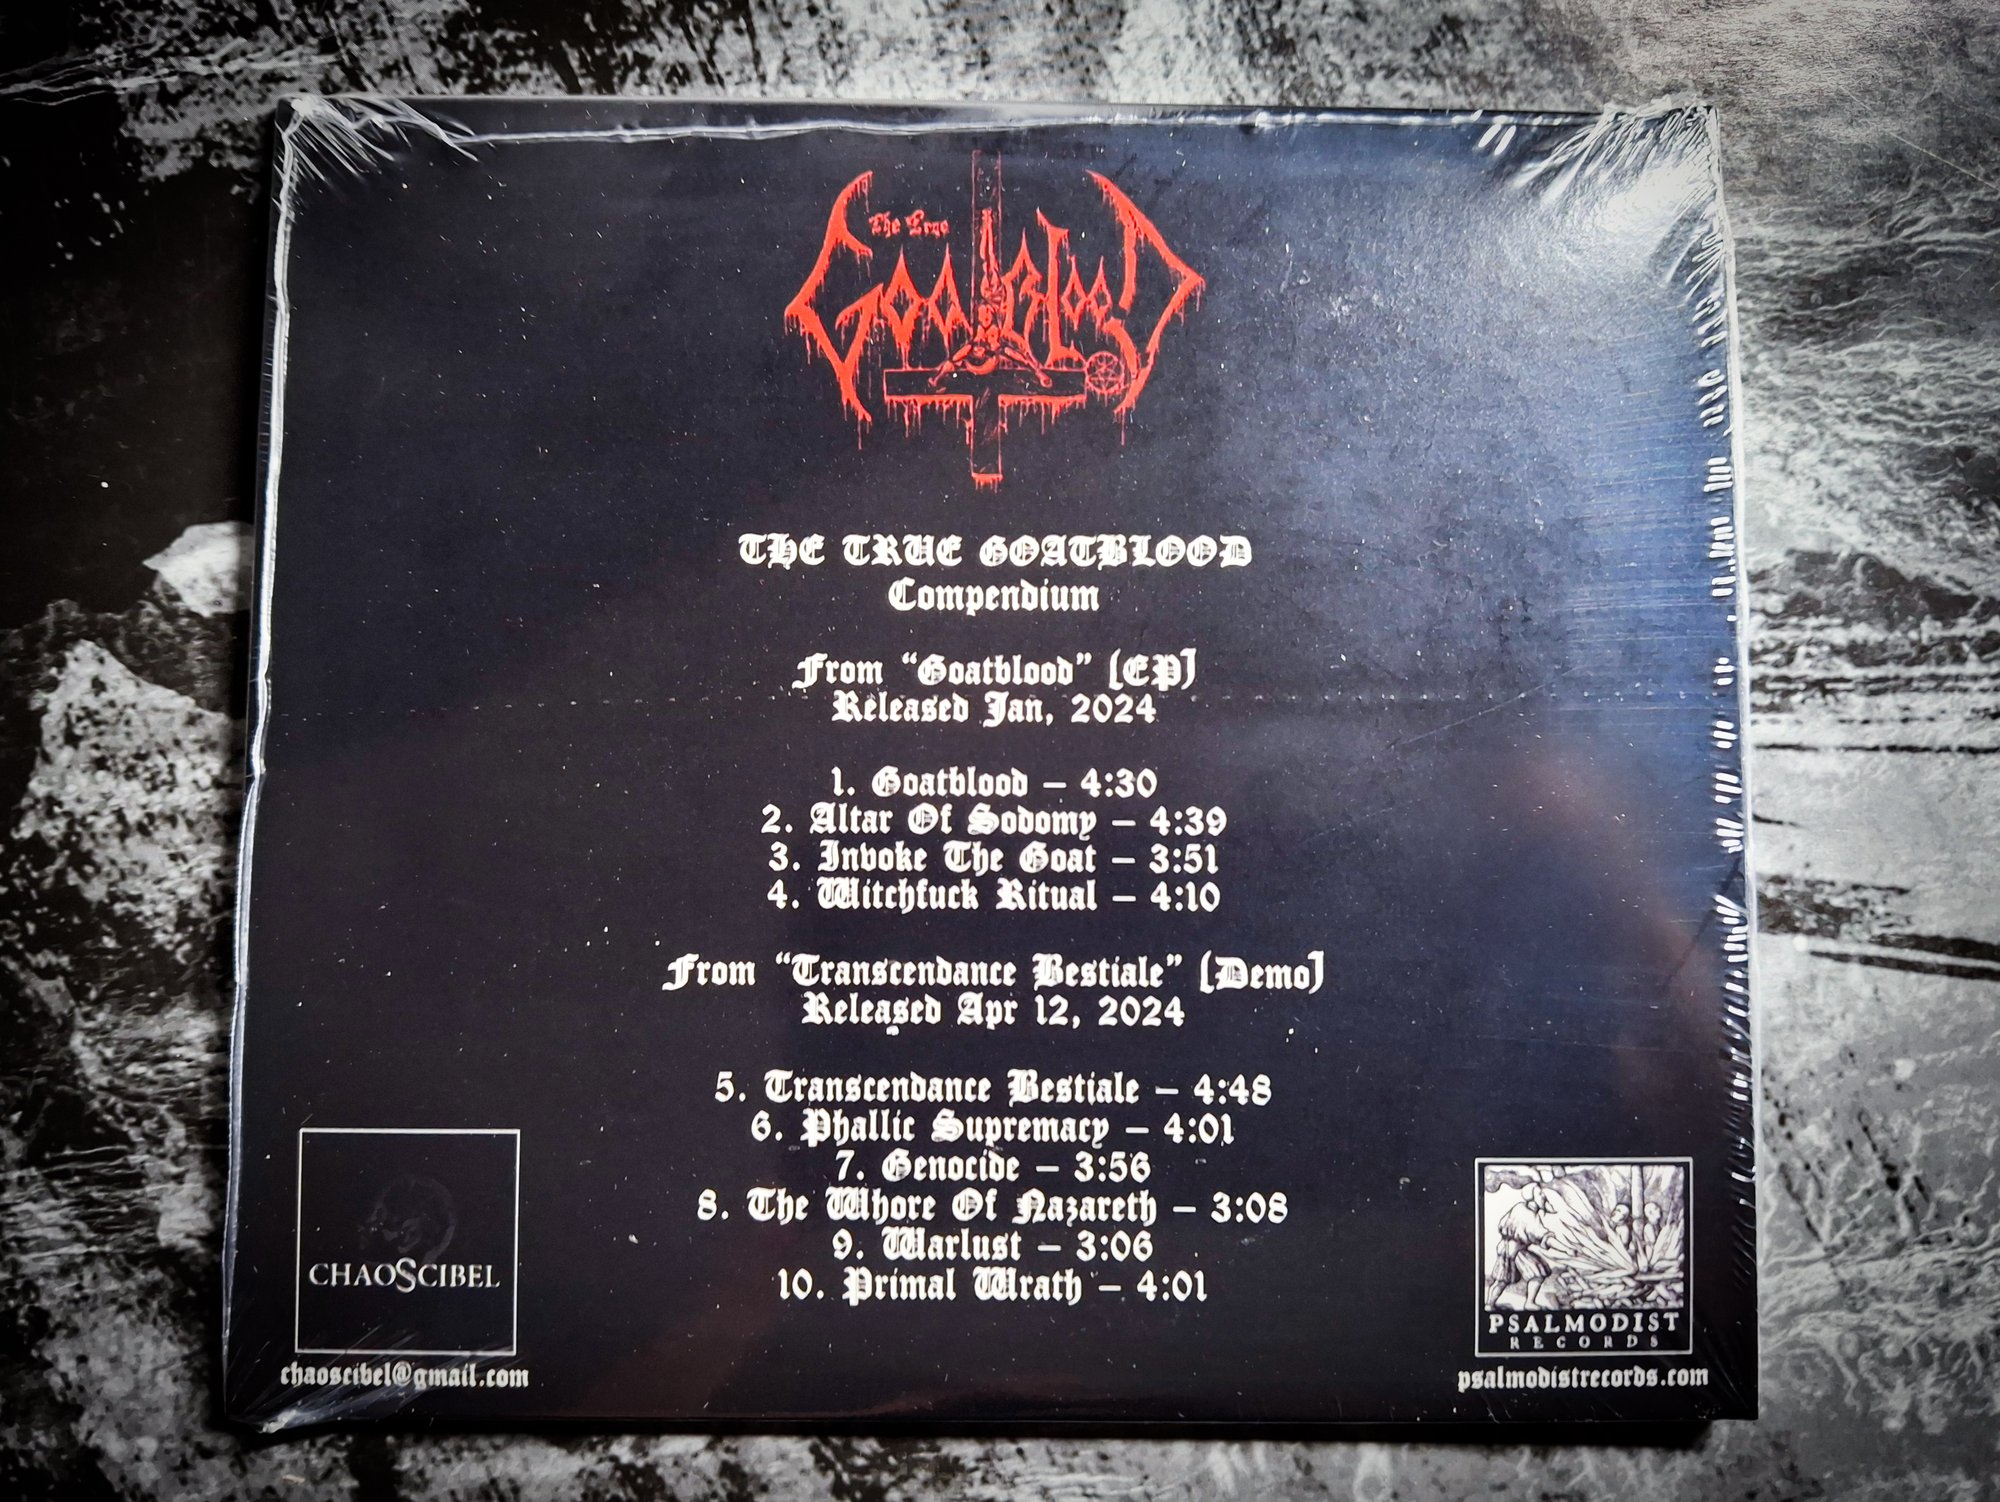 The True
GoatBlood
THE TRUE GOATBLOOD
Compendium
From “Goatblood” (EP)
Released Jan, 2024
1. Goatblood – 4:30
2. Altar Of Sodomy – 4:39
3. Invoke The Goat – 3:51
4. Witchfuck Ritual – 4:10
From “Transcendance Bestiale” (Demo)
Released Apr 12, 2024
5. Transcendance Bestiale – 4:48
6. Phallic Supremacy – 4:01
7. Genocide – 3:56
8. The Whore Of Nazareth – 3:08
9. Warlust – 3:06
10. Primal Wrath – 4:01
CHAOSCIBEL
chaoscibel@gmail.com
PSALMODIST
RECORDS
psalmodistrecords.com